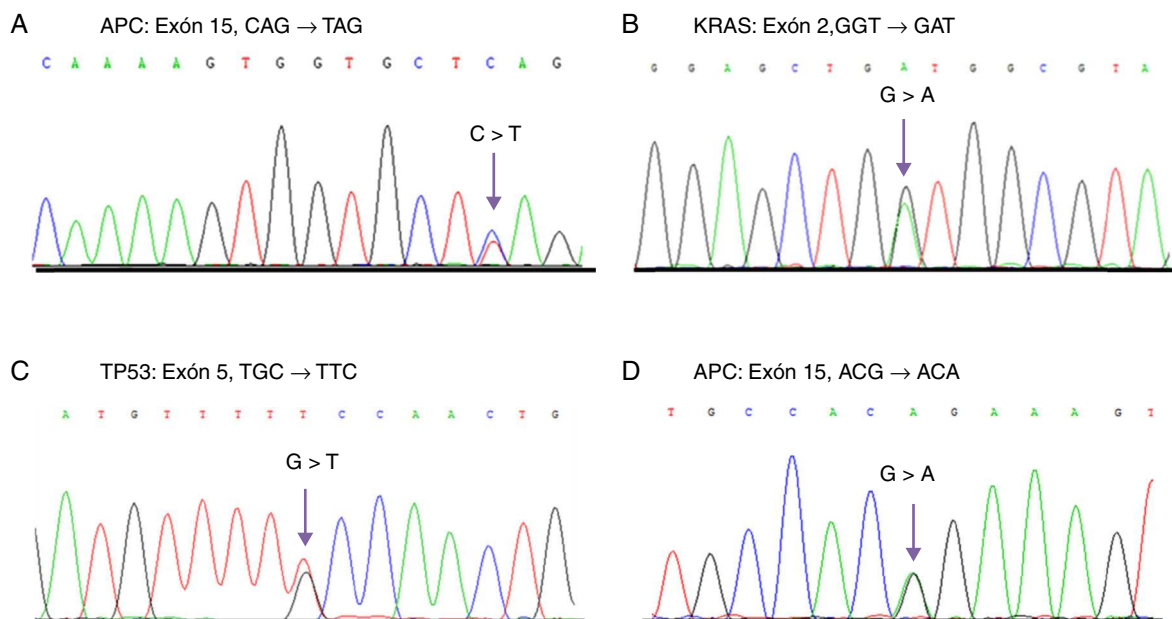 A APC: Exón 15, CAG → TAG
C A A A A G T G G T G C T C A G
C > T
B KRAS: Exon 2,GGT → GAT
G G A G C T G A T G G C G T A
G > A
C TP53: Exón 5, TGC → TTC
A T G T T T T T C C A A C T G
G > T
D APC: Exón 15, ACG → ACA
T G C C A C A G A A A G T
G > A